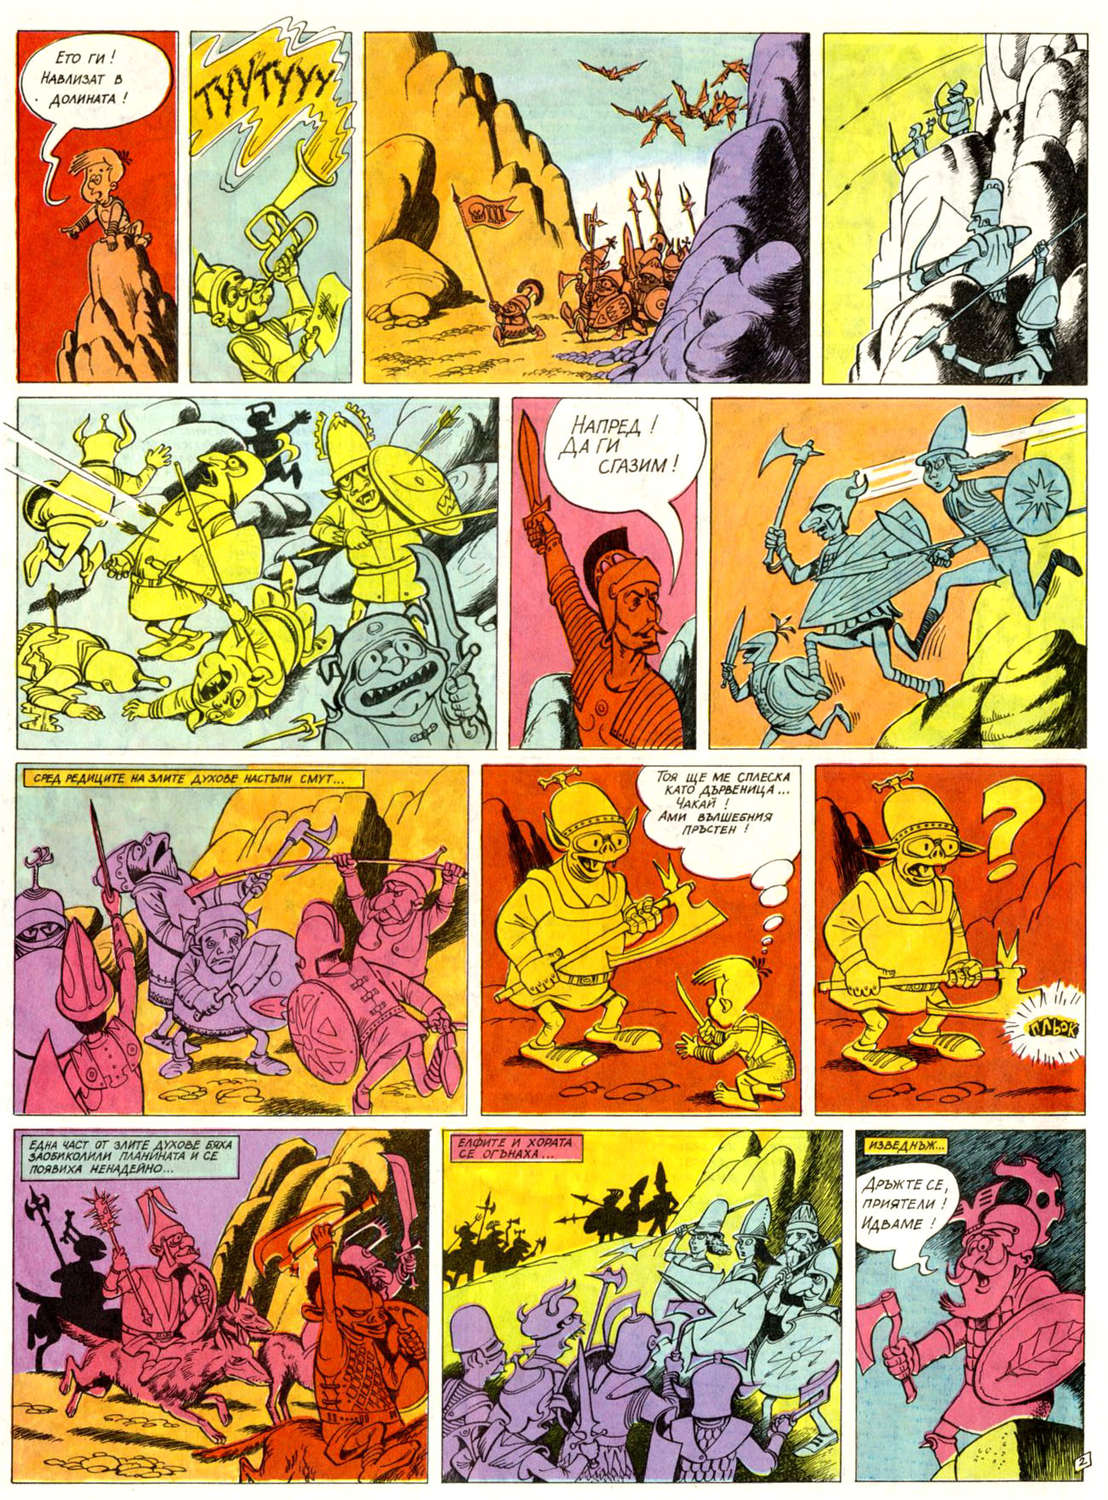 ЕТО ГИ!
НАВЛИЗАТ В
ДОЛИНАТА!
ТУУТУУУ
НАПРЕД!
ДА ГИ
СГАЗИМ!
СРЕД РЕДИЦИТЕ НА ЗЛИТЕ ДУХОВЕ НАСТЪПИ СМУТ...
ТОЯ ЩЕ МЕ СПЛЕСКА
КАТО ДЪРВЕНИЦА...
ЧАКАЙ!
АМИ ВЪЛШЕБНИЯ
ПРЪСТЕН!
?
ПЛЬОК
ЕДНА ЧАСТ ОТ ЗЛИТЕ ДУХОВЕ БЯХА
ЗАОБИКОЛИЛИ ПЛАНИНАТА И СЕ
ПОЯВИХА НЕНАДЕЙНО...
ЕЛФИТЕ И ХОРАТА
СЕ ОГЪНАХА...
ИЗВЕДНЪЖ...
ДРЪЖТЕ СЕ,
ПРИЯТЕЛИ!
ИДВАМЕ!
2